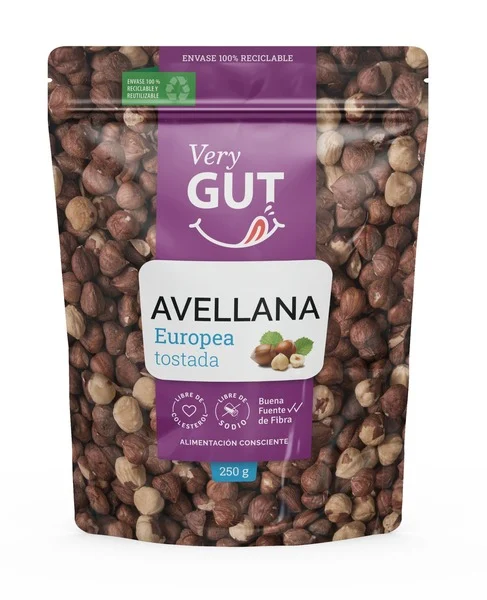 ENVASE 100% RECICLABLE
ENVASE 100 %
RECICLABLE Y
REUTILIZABLE
Very
GUT
AVELLANA
Europea
tostada
LIBRE DE
COLESTEROL
LIBRE DE
SODIO
Buena
Fuente
de Fibra
ALIMENTACIÓN CONSCIENTE
250 g